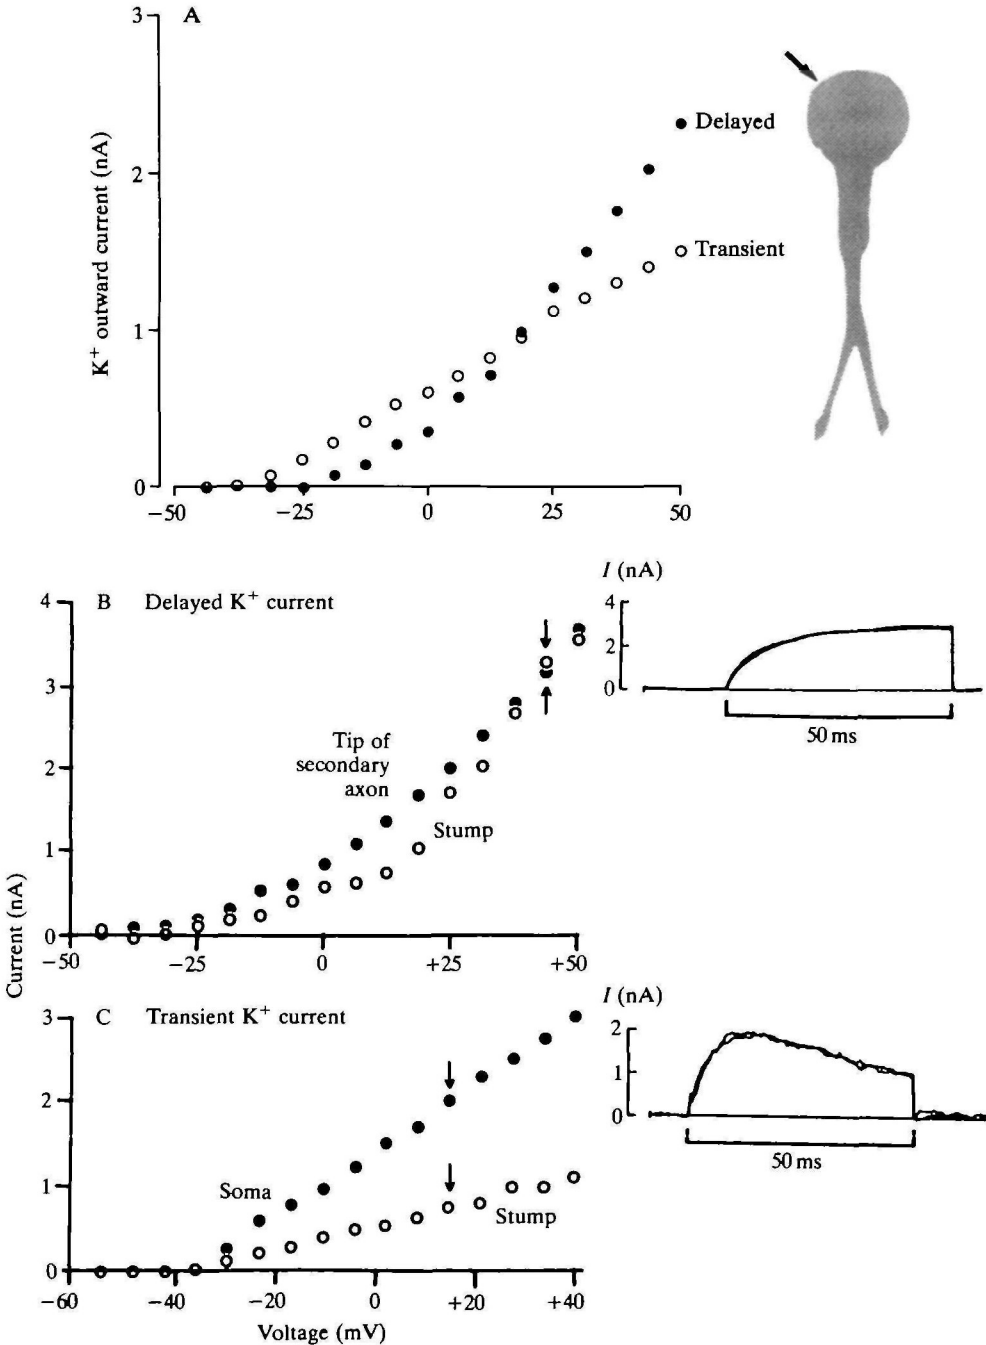 A
3
2
1
0
K+ outward current (nA)
Delayed
Transient
−50
−25
0
25
50
B Delayed K+ current
4
3
2
1
0
Tip of
secondary
axon
Stump
−50
−25
0
+25
+50
I (nA)
4
2
0
50 ms
Current (nA)
C Transient K+ current
3
2
1
0
Soma
Stump
−60
−40
−20
0
+20
+40
Voltage (mV)
I (nA)
2
1
0
50 ms